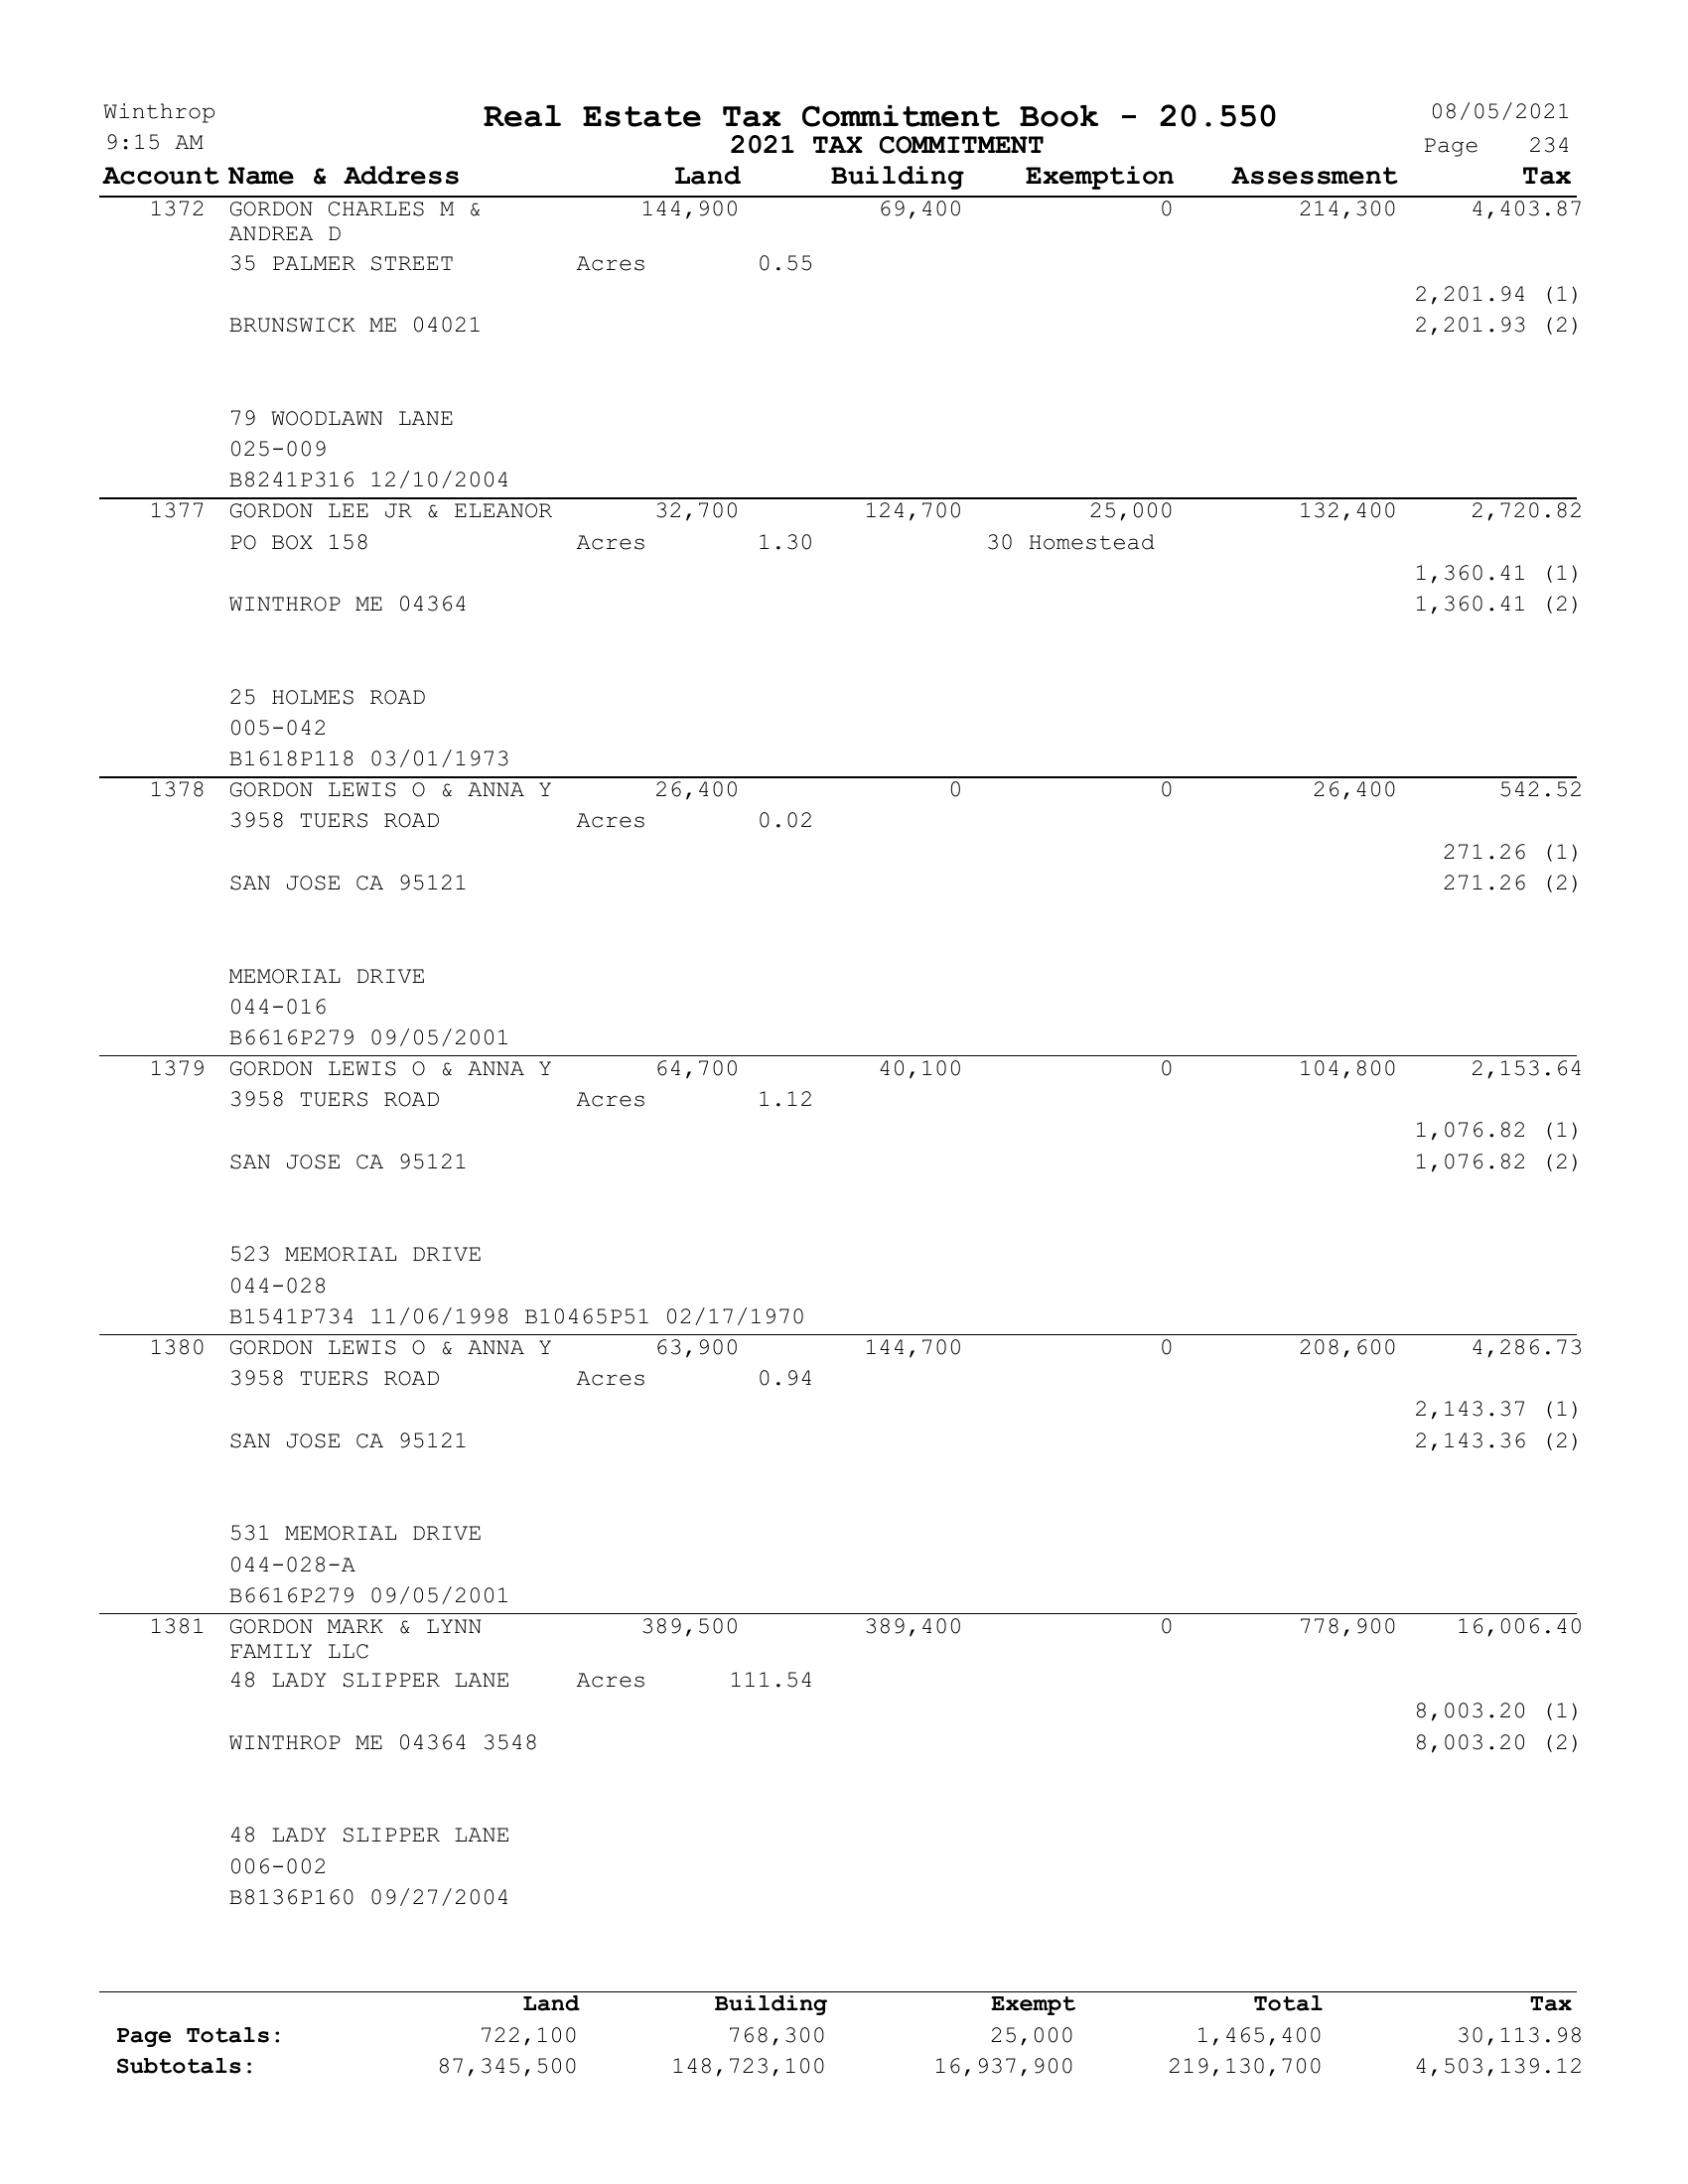 Winthrop Real Estate Tax Commitment Book - 20.550 08/05/2021
9:15 AM 2021 TAX COMMITMENT Page 234
Account Name & Address Land Building Exemption Assessment Tax
1372 GORDON CHARLES M & 144,900 69,400 0 214,300 4,403.87
ANDREA D
35 PALMER STREET Acres 0.55
2,201.94 (1)
BRUNSWICK ME 04021 2,201.93 (2)
79 WOODLAWN LANE
025-009
B8241P316 12/10/2004
1377 GORDON LEE JR & ELEANOR 32,700 124,700 25,000 132,400 2,720.82
PO BOX 158 Acres 1.30 30 Homestead
1,360.41 (1)
WINTHROP ME 04364 1,360.41 (2)
25 HOLMES ROAD
005-042
B1618P118 03/01/1973
1378 GORDON LEWIS O & ANNA Y 26,400 0 0 26,400 542.52
3958 TUERS ROAD Acres 0.02
271.26 (1)
SAN JOSE CA 95121 271.26 (2)
MEMORIAL DRIVE
044-016
B6616P279 09/05/2001
1379 GORDON LEWIS O & ANNA Y 64,700 40,100 0 104,800 2,153.64
3958 TUERS ROAD Acres 1.12
1,076.82 (1)
SAN JOSE CA 95121 1,076.82 (2)
523 MEMORIAL DRIVE
044-028
B1541P734 11/06/1998 B10465P51 02/17/1970
1380 GORDON LEWIS O & ANNA Y 63,900 144,700 0 208,600 4,286.73
3958 TUERS ROAD Acres 0.94
2,143.37 (1)
SAN JOSE CA 95121 2,143.36 (2)
531 MEMORIAL DRIVE
044-028-A
B6616P279 09/05/2001
1381 GORDON MARK & LYNN 389,500 389,400 0 778,900 16,006.40
FAMILY LLC
48 LADY SLIPPER LANE Acres 111.54
8,003.20 (1)
WINTHROP ME 04364 3548 8,003.20 (2)
48 LADY SLIPPER LANE
006-002
B8136P160 09/27/2004
Land Building Exempt Total Tax
Page Totals: 722,100 768,300 25,000 1,465,400 30,113.98
Subtotals: 87,345,500 148,723,100 16,937,900 219,130,700 4,503,139.12